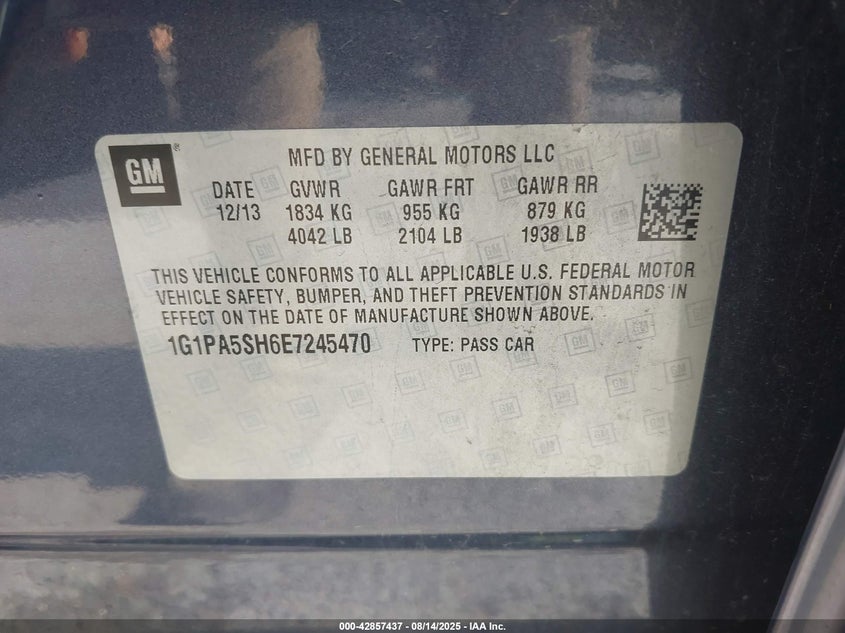 GM ®
MFD BY GENERAL MOTORS LLC
DATE GVWR GAWR FRT GAWR RR
12/13 1834 KG 955 KG 879 KG
4042 LB 2104 LB 1938 LB
THIS VEHICLE CONFORMS TO ALL APPLICABLE U.S. FEDERAL MOTOR
VEHICLE SAFETY, BUMPER, AND THEFT PREVENTION STANDARDS IN
EFFECT ON THE DATE OF MANUFACTURE SHOWN ABOVE.
1G1PA5SH6E7245470 TYPE: PASS CAR
000-42857437 - 08/14/2025 - IAA Inc.